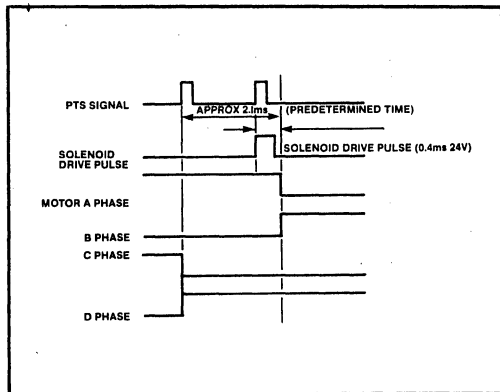 PTS SIGNAL
APPROX 2.1ms
(PREDETERMINED TIME)
SOLENOID DRIVE PULSE (0.4ms 24V)
SOLENOID
DRIVE PULSE
MOTOR A PHASE
B PHASE
C PHASE
D PHASE